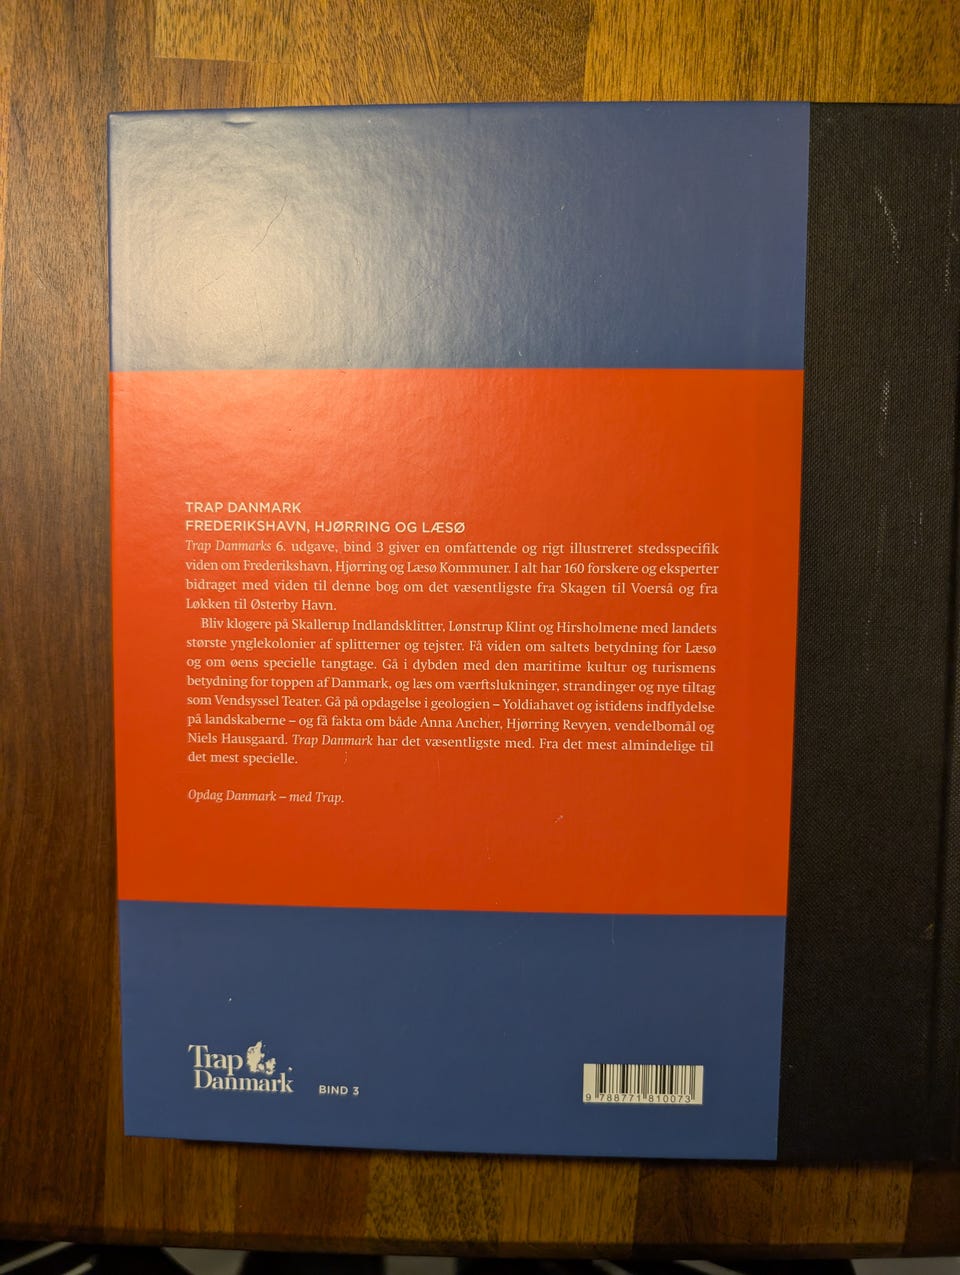 TRAP DANMARK
FREDERIKSHAVN, HJØRRING OG LÆSØ
Trap Danmarks 6. udgave, bind 3 giver en omfattende og rigt illustreret stedsspecifik
viden om Frederikshavn, Hjørring og Læsø Kommuner. I alt har 160 forskere og eksperter
bidraget med viden til denne bog om det væsentligste fra Skagen til Voerså og fra
Løkken til Østerby Havn.
Bliv klogere på Skallerup Indlandsklitter, Lønstrup Klint og Hirsholmene med landets
største ynglekolonier af splitterner og tejster. Få viden om saltets betydning for Læsø
og om øens specielle tangtage. Gå i dybden med den maritime kultur og turismens
betydning for toppen af Danmark, og læs om værftslukninger, strandinger og nye tiltag
som Vendsyssel Teater. Gå på opdagelse i geologien – Yoldiahavet og istidens indflydelse
på landskaberne – og få fakta om både Anna Ancher, Hjørring Revyen, vendelbomål og
Niels Hausgaard. Trap Danmark har det væsentligste med. Fra det mest almindelige til
det mest specielle.
Opdag Danmark – med Trap.
Trap
Danmark
BIND 3
9 788771 810073